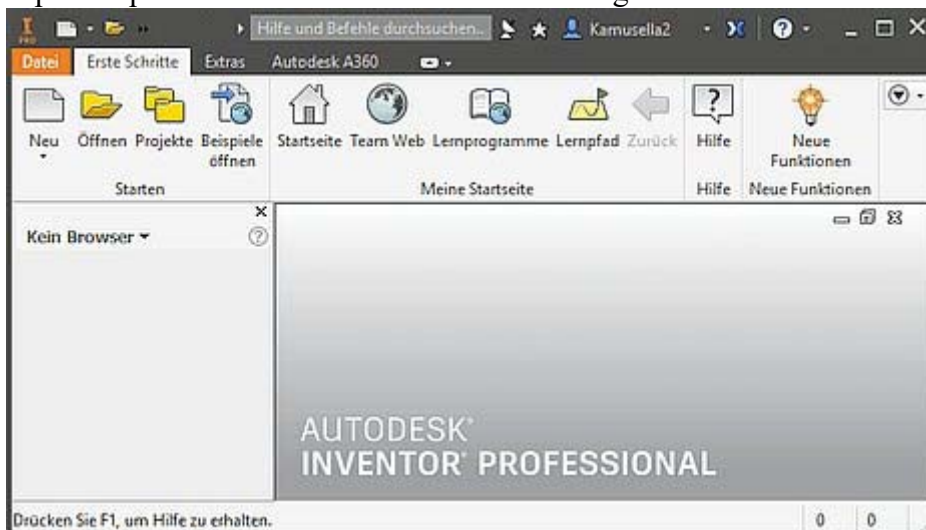 PRO Hilfe und Befehle durchsuchen... Kamusella2
Datei Erste Schritte Extras Autodesk A360
Neu Öffnen Projekte Beispiele öffnen Startseite Team Web Lernprogramme Lernpfad Zurück Hilfe Neue Funktionen
Starten Meine Startseite Hilfe Neue Funktionen
Kein Browser
AUTODESK®
INVENTOR® PROFESSIONAL
Drücken Sie F1, um Hilfe zu erhalten. 0 0